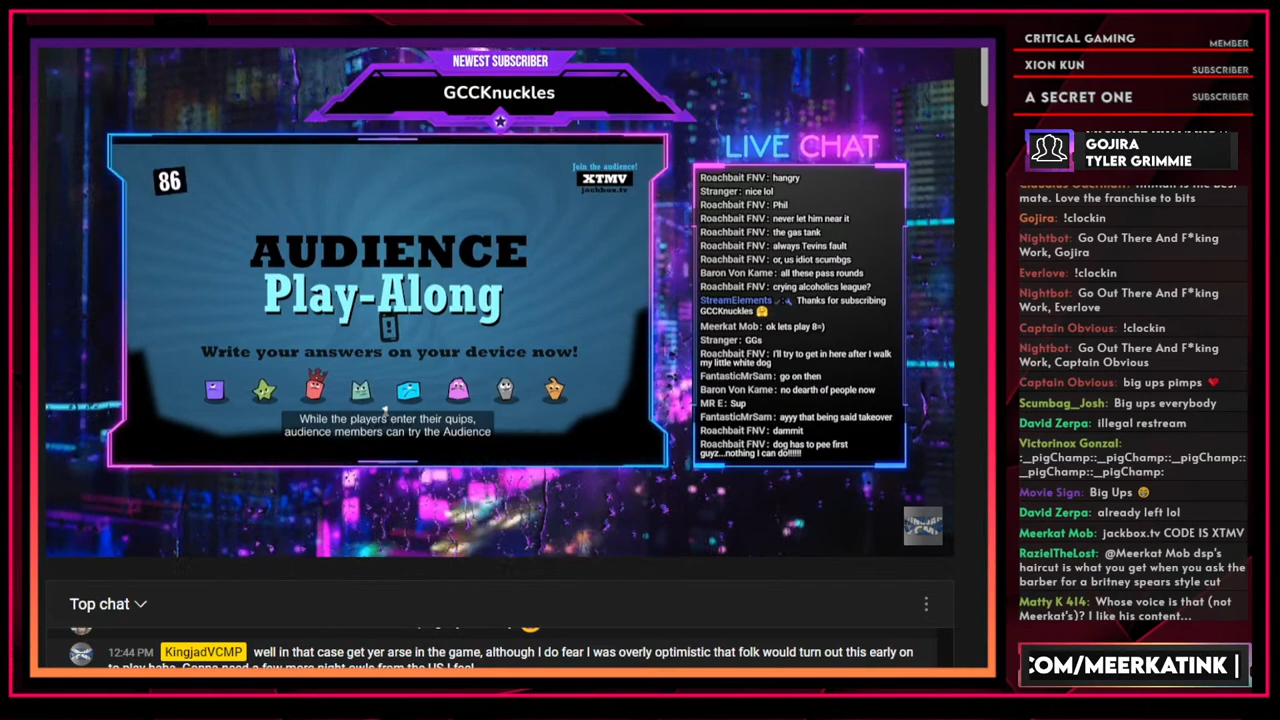 NEWEST SUBSCRIBER
GCCKnuckles
86
Join the audience!
XTMV
jackbox.tv
AUDIENCE
Play-Along
Write your answers on your device now!
While the players enter their quips,
audience members can try the Audience
LIVE CHAT
Roachbait FNV: hangry
Stranger: nice lol
Roachbait FNV: Phil
Roachbait FNV: never let him near it
Roachbait FNV: the gas tank
Roachbait FNV: always Tevins fault
Roachbait FNV: or, us idiot scumbgs
Baron Von Kame: all these pass rounds
Roachbait FNV: crying alcoholics league?
StreamElements Thanks for subscribing
GCCKnuckles 🤗
Meerkat Mob: ok lets play 8=)
Stranger: GGs
Roachbait FNV: I'll try to get in here after I walk
my little white dog
FantasticMrSam: go on then
Baron Von Kame: no dearth of people now
MR E: Sup
FantasticMrSam: ayyy that being said takeover
Roachbait FNV: dammit
Roachbait FNV: dog has to pee first
guyz...nothing I can do!!!!!!
Top chat
12:44 PM KingjadVCMP well in that case get yer arse in the game, although I do fear I was overly optimistic that folk would turn out this early on
CRITICAL GAMING MEMBER
XION KUN SUBSCRIBER
A SECRET ONE SUBSCRIBER
GOJIRA
TYLER GRIMMIE
mate. Love the franchise to bits
Gojira: !clockin
Nightbot: Go Out There And F*king
Work, Gojira
Everlove: !clockin
Nightbot: Go Out There And F*king
Work, Everlove
Captain Obvious: !clockin
Nightbot: Go Out There And F*king
Work, Captain Obvious
Captain Obvious: big ups pimps ❤️
Scumbag_Josh: Big ups everybody
David Zerpa: illegal restream
Victorinox Gonzal:
:_pigChamp::_pigChamp::_pigChamp::
_pigChamp::_pigChamp:
Movie Sign: Big Ups
David Zerpa: already left lol
Meerkat Mob: jackbox.tv CODE IS XTMV
RazielTheLost: @Meerkat Mob dsp's
haircut is what you get when you ask the
barber for a britney spears style cut
Matty K 414: Whose voice is that (not
Meerkat's)? I like his content...
COM/MEERKATINK |